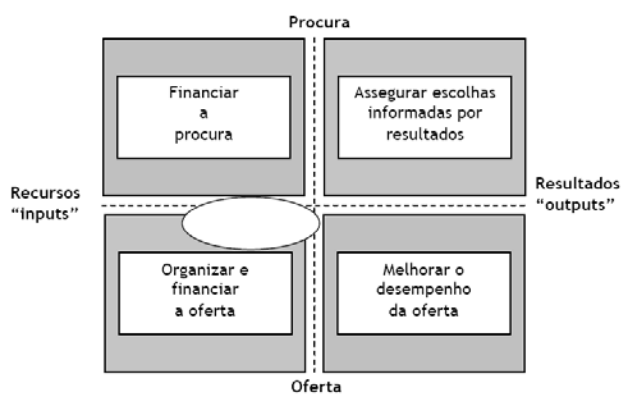 Procura
Financiar
a
procura
Assegurar escolhas
informadas por
resultados
Recursos
“inputs”
Resultados
“outputs”
Organizar e
financiar
a oferta
Melhorar o
desempenho
da oferta
Oferta